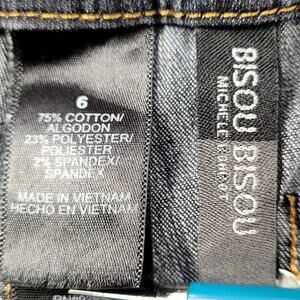 6
75% COTTON/
ALGODON
23% POLYESTER/
POLIESTER
2% SPANDEX/
SPANDEX
MADE IN VIETNAM
HECHO EN VIETNAM
BISOU BISOU
MICHELE